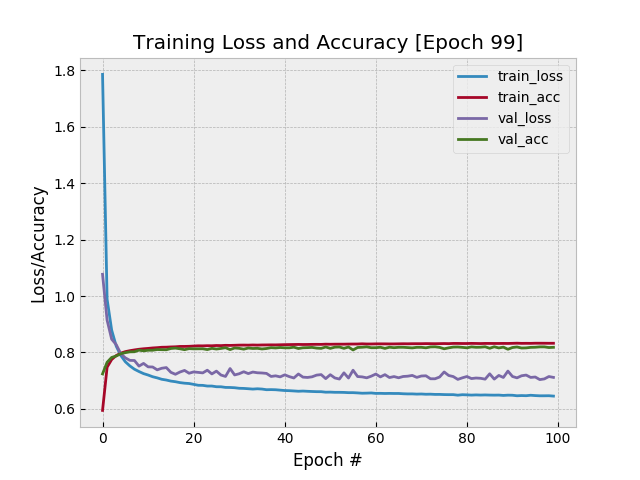 Training Loss and Accuracy [Epoch 99]
train_loss
train_acc
val_loss
val_acc
1.8
1.6
1.4
1.2
1.0
0.8
0.6
Loss/Accuracy
0 20 40 60 80 100
Epoch #